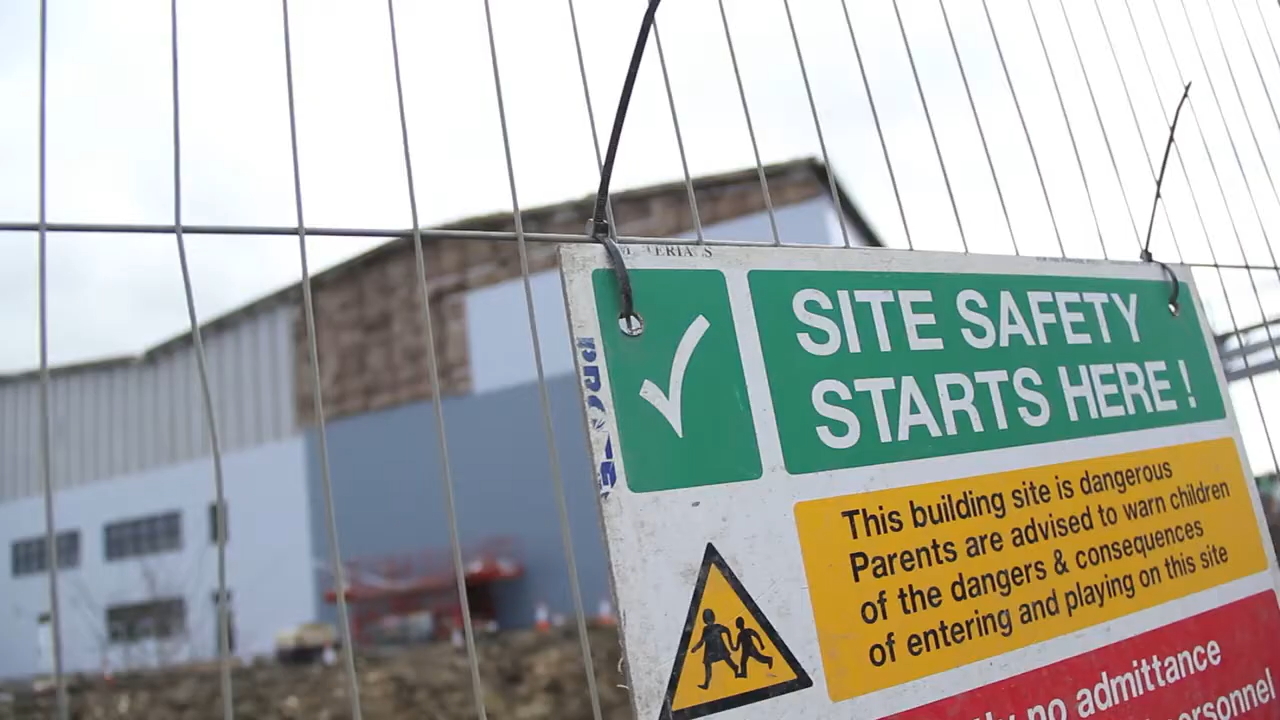 SITE SAFETY
STARTS HERE!
This building site is dangerous
Parents are advised to warn children
of the dangers & consequences
of entering and playing on this site
no admittance